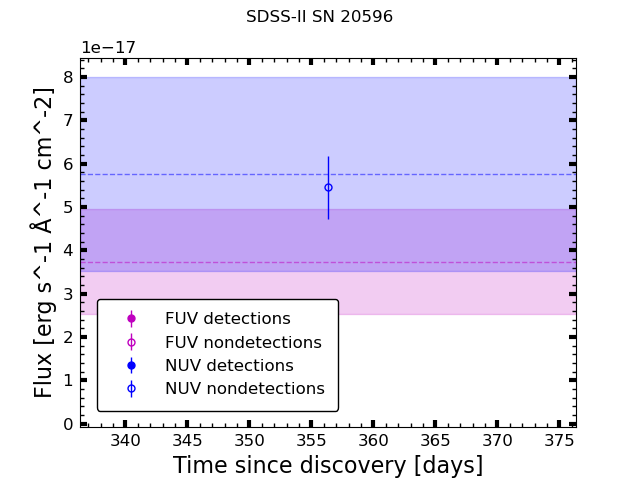 SDSS-II SN 20596
1e−17
Flux [erg s^-1 Å^-1 cm^-2]
8
7
6
5
4
3
2
1
0
FUV detections
FUV nondetections
NUV detections
NUV nondetections
340 345 350 355 360 365 370 375
Time since discovery [days]